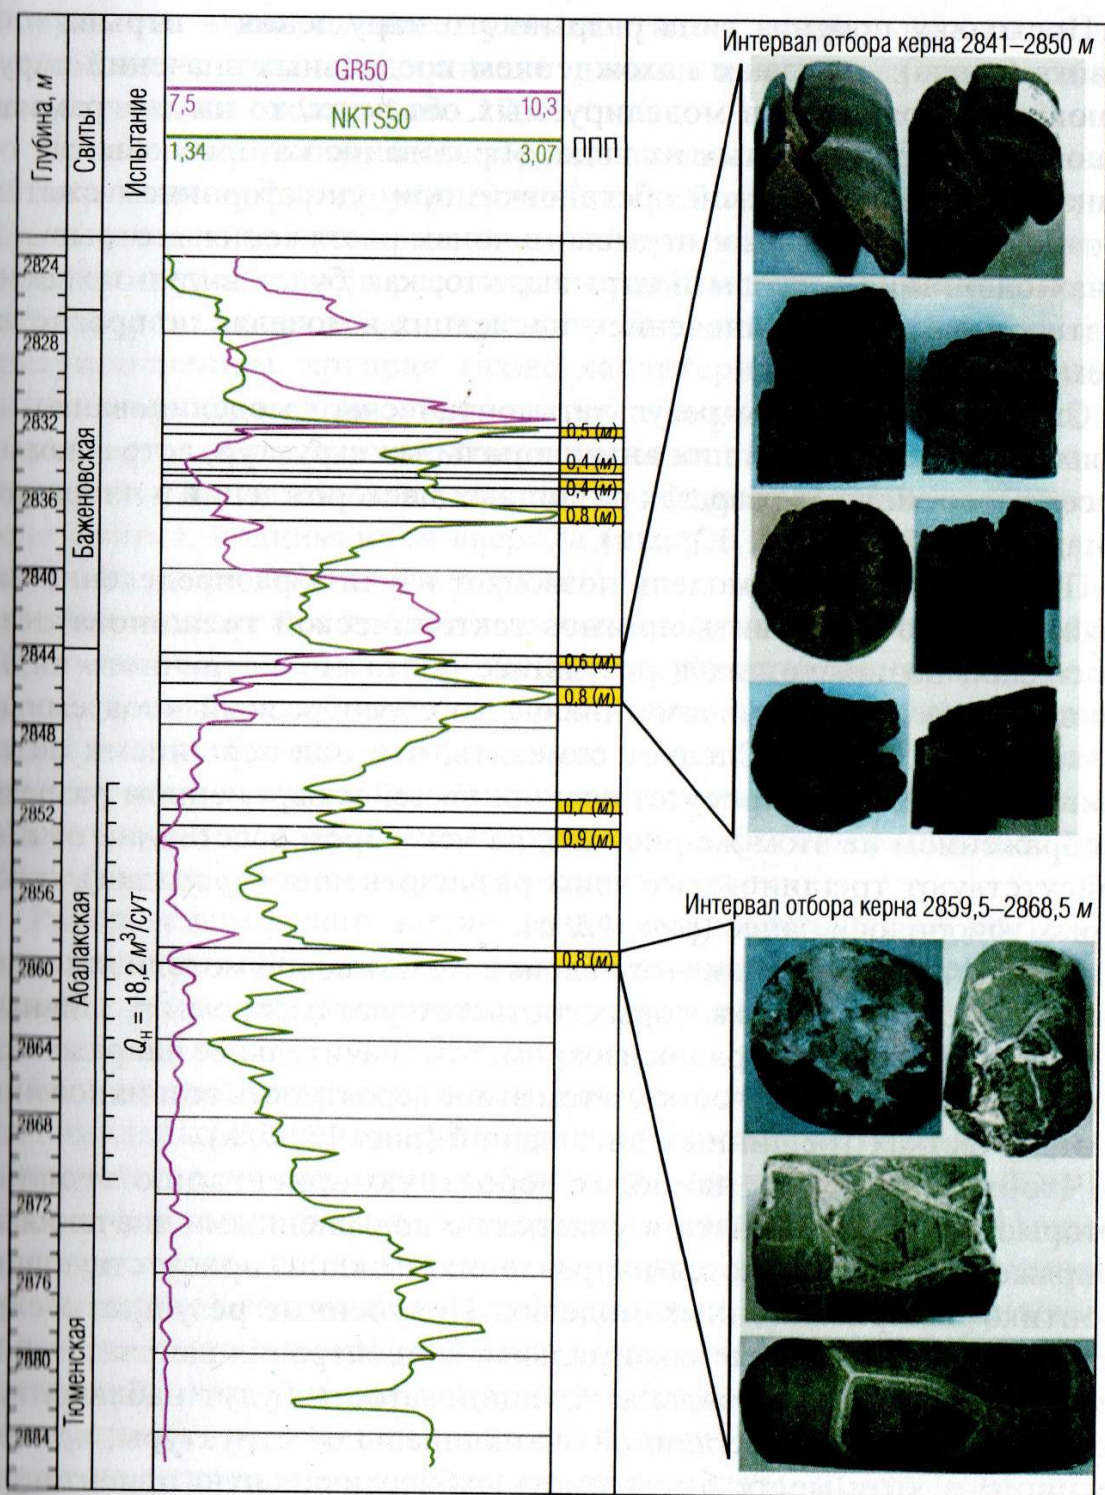 Интервал отбора керна 2841–2850 м
Глубина, м
Свиты
Испытание
GR50
7,5 10,3
NKTS50
1,34 3,07
ППП
2824
2828
2832
0,5 (м)
0,4 (м)
0,4 (м)
2836
0,8 (м)
Баженовская
2840
2844
0,6 (м)
0,8 (м)
2848
2852
0,7 (м)
0,9 (м)
2856
Интервал отбора керна 2859,5–2868,5 м
Абалакская
Qн = 18,2 м³/сут
2860
0,8 (м)
2864
2868
2872
2876
2880
Тюменская
2884